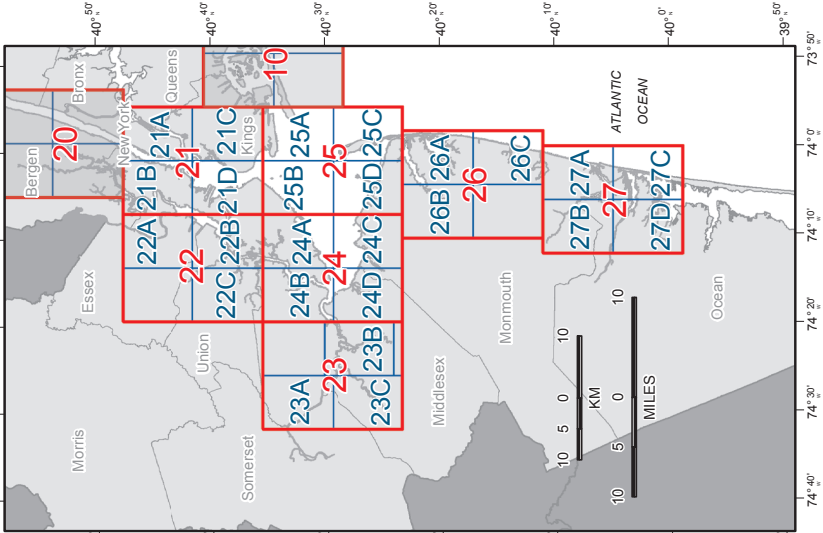 40° 50' N
40° 40' N
40° 30' N
40° 20' N
40° 10' N
40° 0' N
39° 50' N
73° 50' W
74° 0' W
74° 10' W
74° 20' W
74° 30' W
74° 40' W
Bergen
Bronx
Queens
New York
Kings
Essex
Union
Morris
Somerset
Middlesex
Monmouth
Ocean
ATLANTIC
OCEAN
20
10
21B
21A
21
21D
21C
22A
22
22C
22B
23A
23
23C
23B
24B
24A
24
24D
24C
25B
25A
25
25D
25C
26B
26A
26
26C
27B
27A
27
27D
27C
10 5 0 10
KM
10 5 0 10
MILES